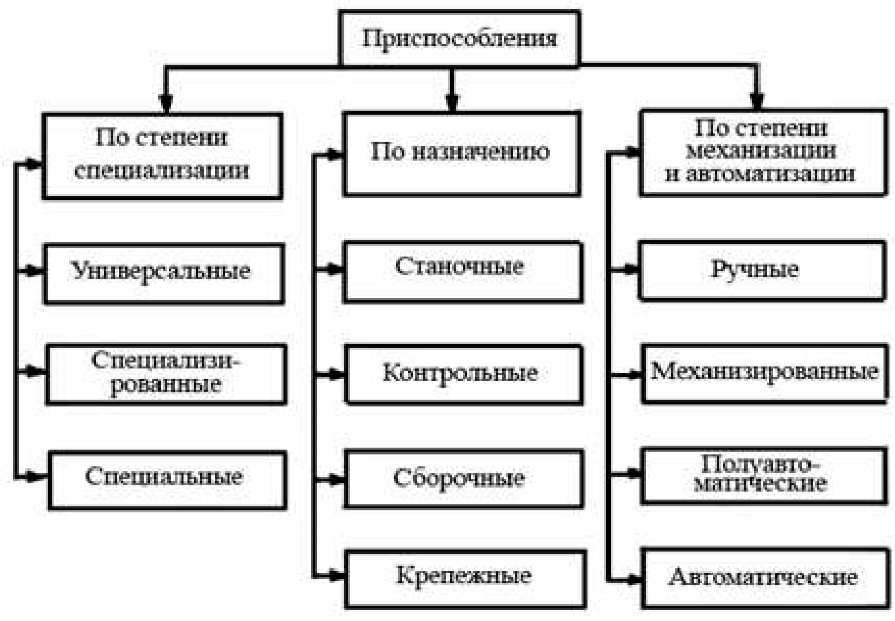 Приспособления
По степени
специализации
Универсальные
Специализи-
рованные
Специальные
По назначению
Станочные
Контрольные
Сборочные
Крепежные
По степени
механизации
и автоматизации
Ручные
Механизированные
Полуавто-
матические
Автоматические